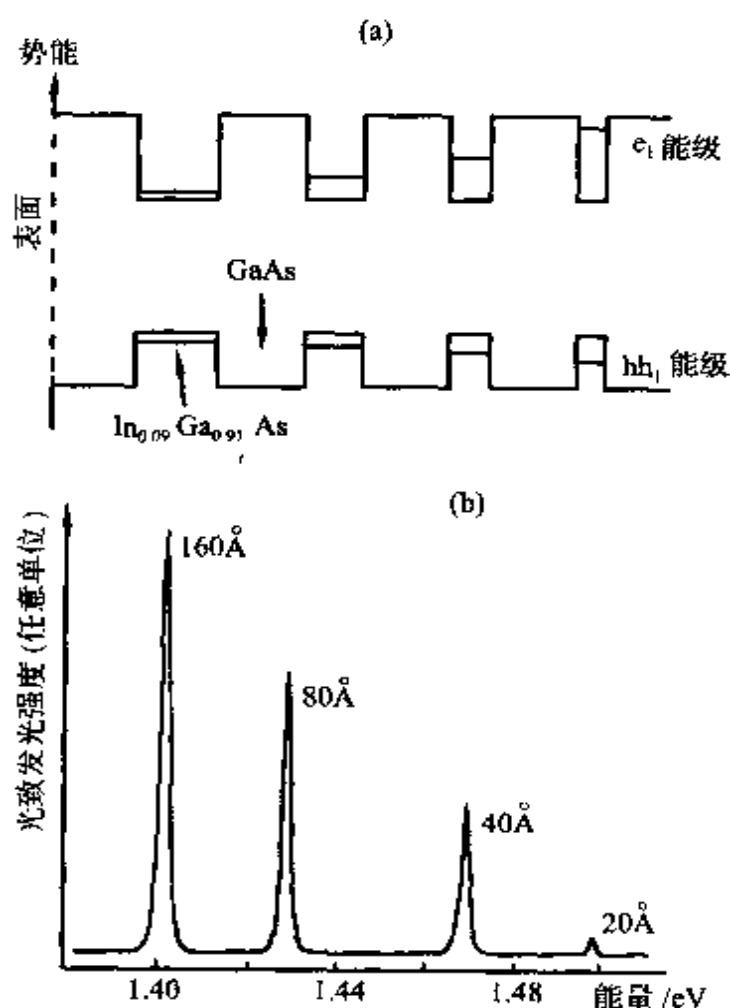 (a)
势能
e₁ 能级
表面
GaAs
hh₁ 能级
In₀.₀₉ Ga₀.₉₁ As
(b)
光致发光强度(任意单位)
160Å
80Å
40Å
20Å
1.40 1.44 1.48 能量/eV